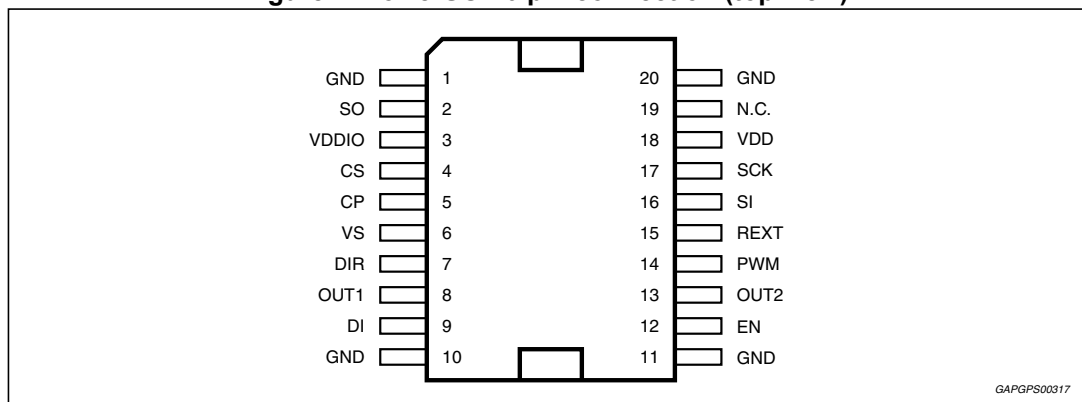 GND 1 20 GND
SO 2 19 N.C.
VDDIO 3 18 VDD
CS 4 17 SCK
CP 5 16 SI
VS 6 15 REXT
DIR 7 14 PWM
OUT1 8 13 OUT2
DI 9 12 EN
GND 10 11 GND
GAPGPS00317